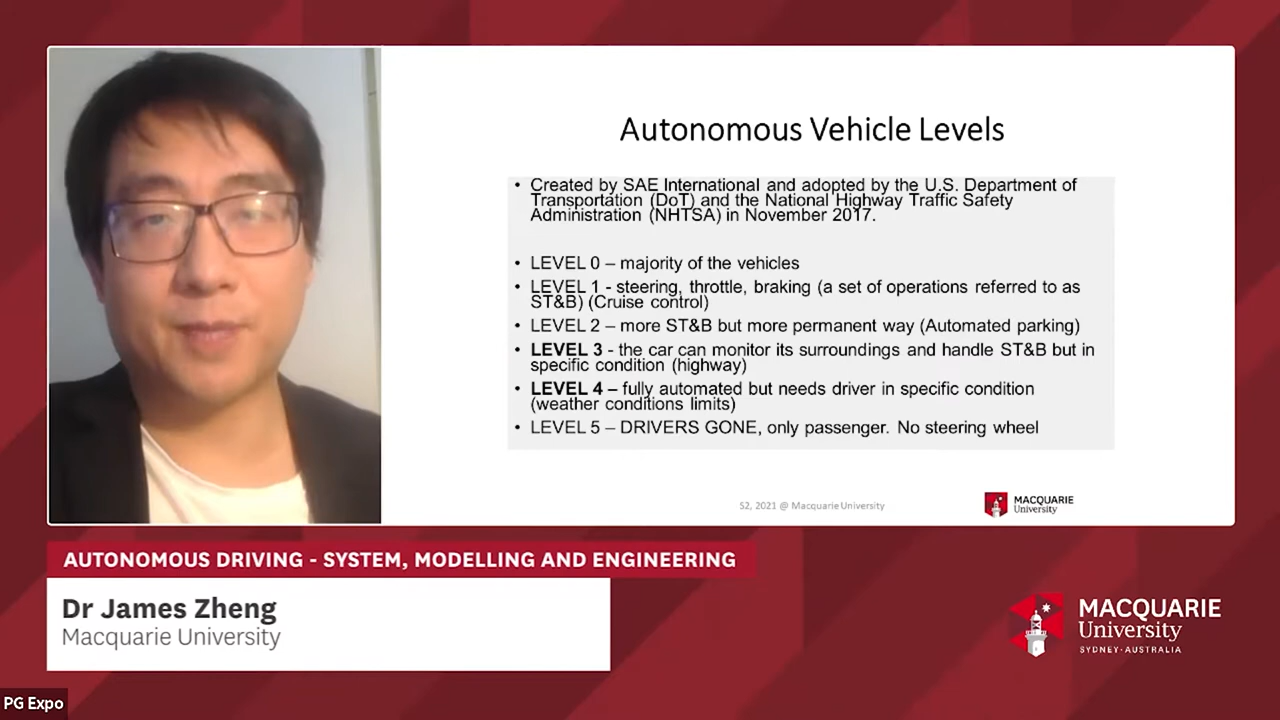 Autonomous Vehicle Levels
• Created by SAE International and adopted by the U.S. Department of
Transportation (DoT) and the National Highway Traffic Safety
Administration (NHTSA) in November 2017.
• LEVEL 0 – majority of the vehicles
• LEVEL 1 - steering, throttle, braking (a set of operations referred to as
ST&B) (Cruise control)
• LEVEL 2 – more ST&B but more permanent way (Automated parking)
• LEVEL 3 - the car can monitor its surroundings and handle ST&B but in
specific condition (highway)
• LEVEL 4 – fully automated but needs driver in specific condition
(weather conditions limits)
• LEVEL 5 – DRIVERS GONE, only passenger. No steering wheel
S2, 2021 @ Macquarie University
MACQUARIE
University
AUTONOMOUS DRIVING - SYSTEM, MODELLING AND ENGINEERING
Dr James Zheng
Macquarie University
MACQUARIE
University
SYDNEY·AUSTRALIA
PG Expo